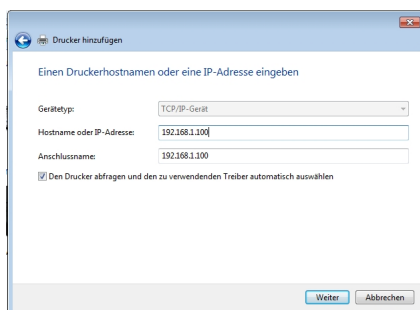 Drucker hinzufügen
Einen Druckerhostnamen oder eine IP-Adresse eingeben
Gerätetyp: TCP/IP-Gerät
Hostname oder IP-Adresse: 192.168.1.100
Anschlussname: 192.168.1.100
Den Drucker abfragen und den zu verwendenden Treiber automatisch auswählen
Weiter Abbrechen